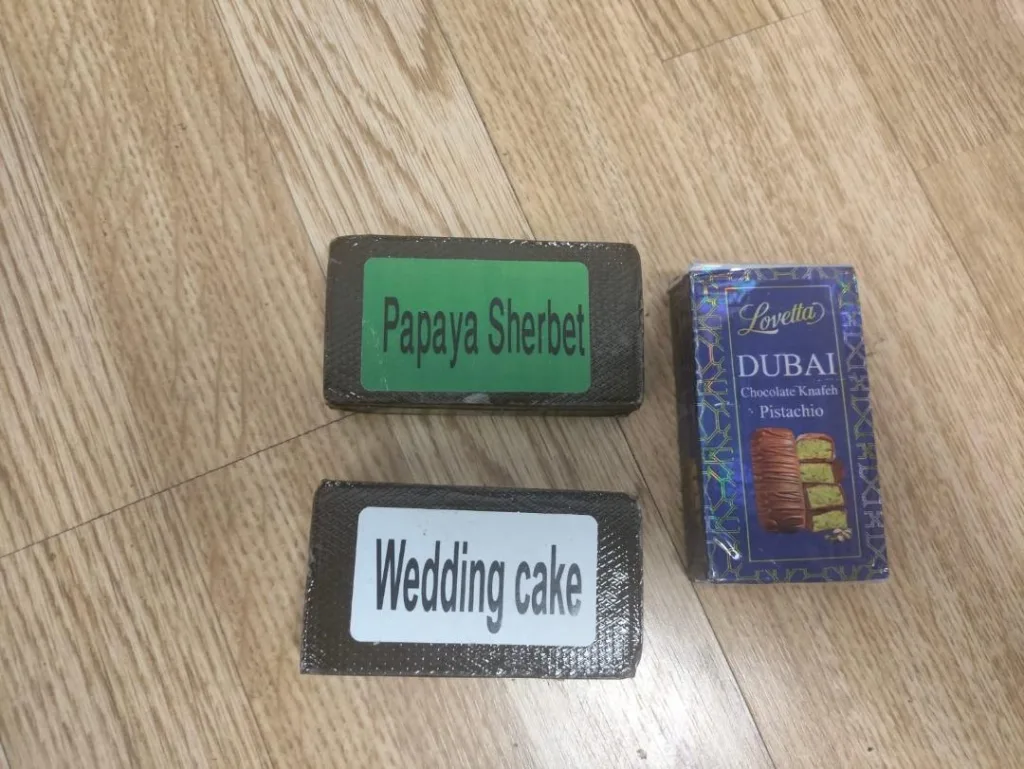 Papaya Sherbet
Wedding cake
Lovetta
DUBAI
Chocolate Knafeh
Pistachio